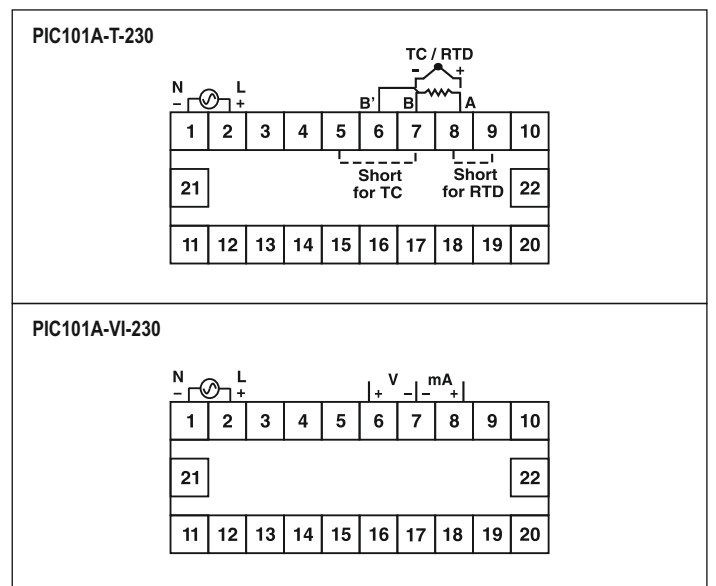 PIC101A-T-230
TC / RTD
- +
N L
– +
B' B A
1 2 3 4 5 6 7 8 9 10
Short for TC
Short for RTD
21 22
11 12 13 14 15 16 17 18 19 20
PIC101A-VI-230
N L V mA
– + + – – +
1 2 3 4 5 6 7 8 9 10
21 22
11 12 13 14 15 16 17 18 19 20